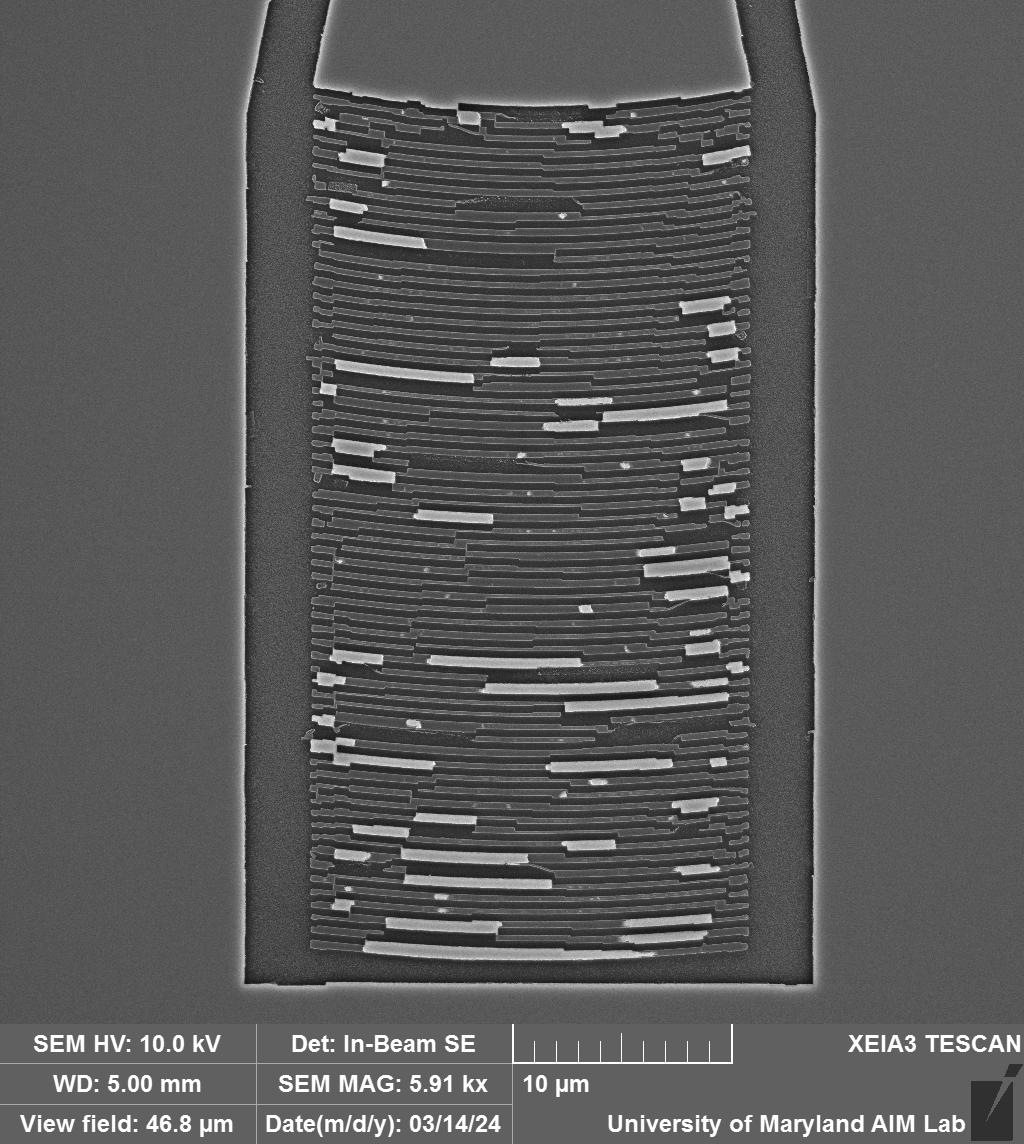 SEM HV: 10.0 kV
Det: In-Beam SE
XEIA3 TESCAN
WD: 5.00 mm
SEM MAG: 5.91 kx
10 µm
View field: 46.8 µm
Date(m/d/y): 03/14/24
University of Maryland AIM Lab